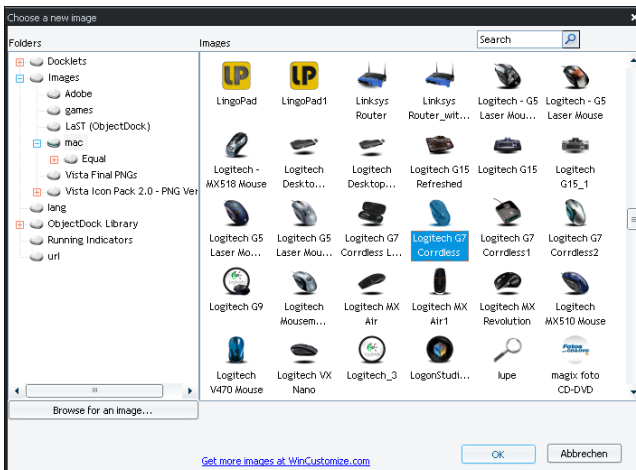 Choose a new image
Folders
Images
Search
Docklets
Images
Adobe
games
LaST (ObjectDock)
mac
Equal
Vista Final PNGs
Vista Icon Pack 2.0 - PNG Ver
lang
ObjectDock Library
Running Indicators
url
LP
LP
LingoPad
LingoPad1
Linksys
Router
Linksys
Router_wit...
Logitech - G5
Laser Mou...
Logitech - G5
Laser Mouse
Logitech -
MX518 Mouse
Logitech
Deskto...
Logitech
Desktop...
Logitech G15
Refreshed
Logitech G15
Logitech
G15_1
Logitech G5
Laser Mo...
Logitech G5
Laser Mou...
Logitech G7
Corrdless L...
Logitech G7
Corrdless
Logitech G7
Corrdless1
Logitech G7
Corrdless2
Logitech G9
Logitech
Mousem...
Logitech MX
Air
Logitech MX
Air1
Logitech MX
Revolution
Logitech
MX510 Mouse
Logitech
V470 Mouse
Logitech VX
Nano
Logitech_3
LogonStudi...
lupe
Fotos
magix foto
CD-DVD
Browse for an image...
Get more images at WinCustomize.com
OK
Abbrechen